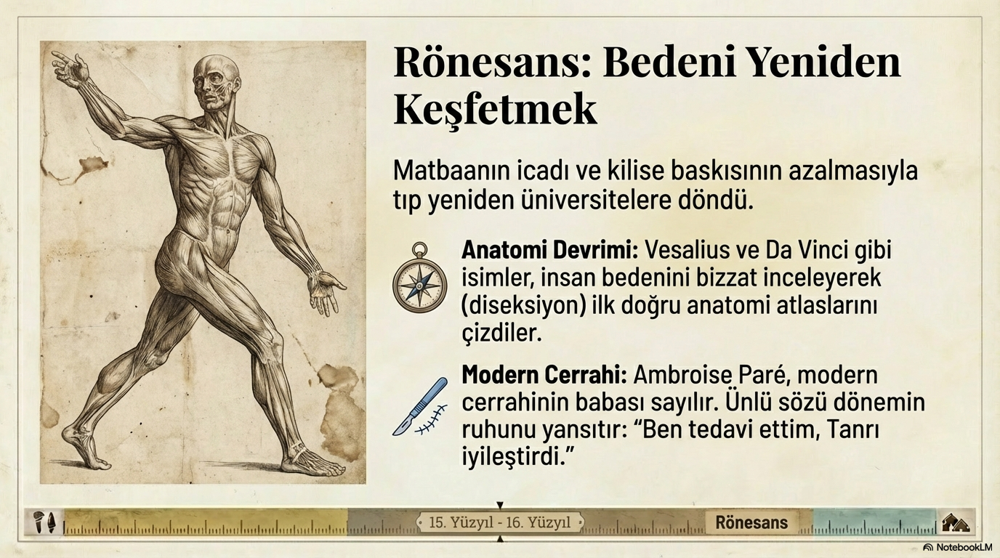 Rönesans: Bedeni Yeniden
Keşfetmek
Matbaanın icadı ve kilise baskısının azalmasıyla
tıp yeniden üniversitelere döndü.
Anatomi Devrimi: Vesalius ve Da Vinci gibi
isimler, insan bedenini bizzat inceleyerek
(diseksiyon) ilk doğru anatomi atlaslarını
çizdiler.
Modern Cerrahi: Ambroise Paré, modern
cerrahinin babası sayılır. Ünlü sözü dönemin
ruhunu yansıtır: “Ben tedavi ettim, Tanrı
iyileştirdi.”
15. Yüzyıl - 16. Yüzyıl
Rönesans
NotebookLM